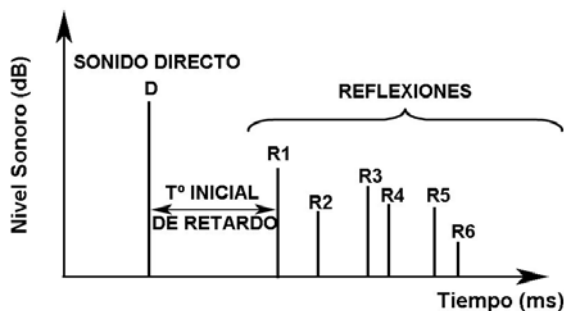 SONIDO DIRECTO
D
REFLEXIONES
R1
R2
R3
R4
R5
R6
Tº INICIAL
DE RETARDO
Nivel Sonoro (dB)
Tiempo (ms)